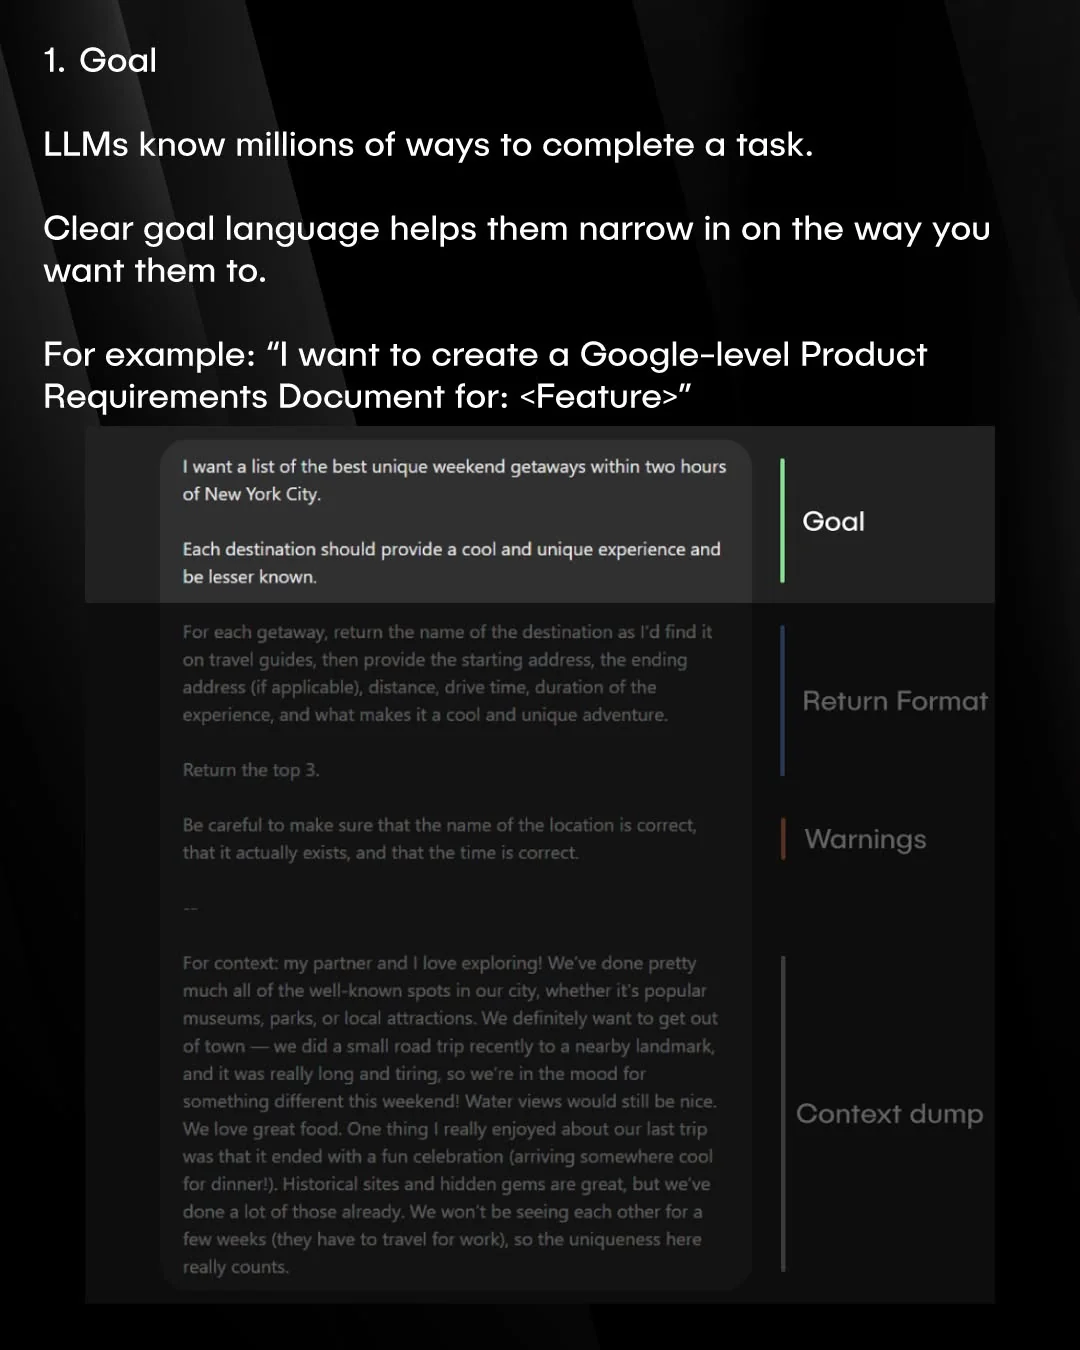 1. Goal
LLMs know millions of ways to complete a task.
Clear goal language helps them narrow in on the way you
want them to.
For example: “I want to create a Google-level Product
Requirements Document for: <Feature>”
I want a list of the best unique weekend getaways within two hours
of New York City.
Each destination should provide a cool and unique experience and
be lesser known.
Goal
For each getaway, return the name of the destination as I'd find it
on travel guides, then provide the starting address, the ending
address (if applicable), distance, drive time, duration of the
experience, and what makes it a cool and unique adventure.
Return the top 3.
Return Format
Be careful to make sure that the name of the location is correct,
that it actually exists, and that the time is correct.
Warnings
--
For context: my partner and I love exploring! We've done pretty
much all of the well-known spots in our city, whether it's popular
museums, parks, or local attractions. We definitely want to get out
of town — we did a small road trip recently to a nearby landmark,
and it was really long and tiring, so we're in the mood for
something different this weekend! Water views would still be nice.
We love great food. One thing I really enjoyed about our last trip
was that it ended with a fun celebration (arriving somewhere cool
for dinner!). Historical sites and hidden gems are great, but we've
done a lot of those already. We won't be seeing each other for a
few weeks (they have to travel for work), so the uniqueness here
really counts.
Context dump